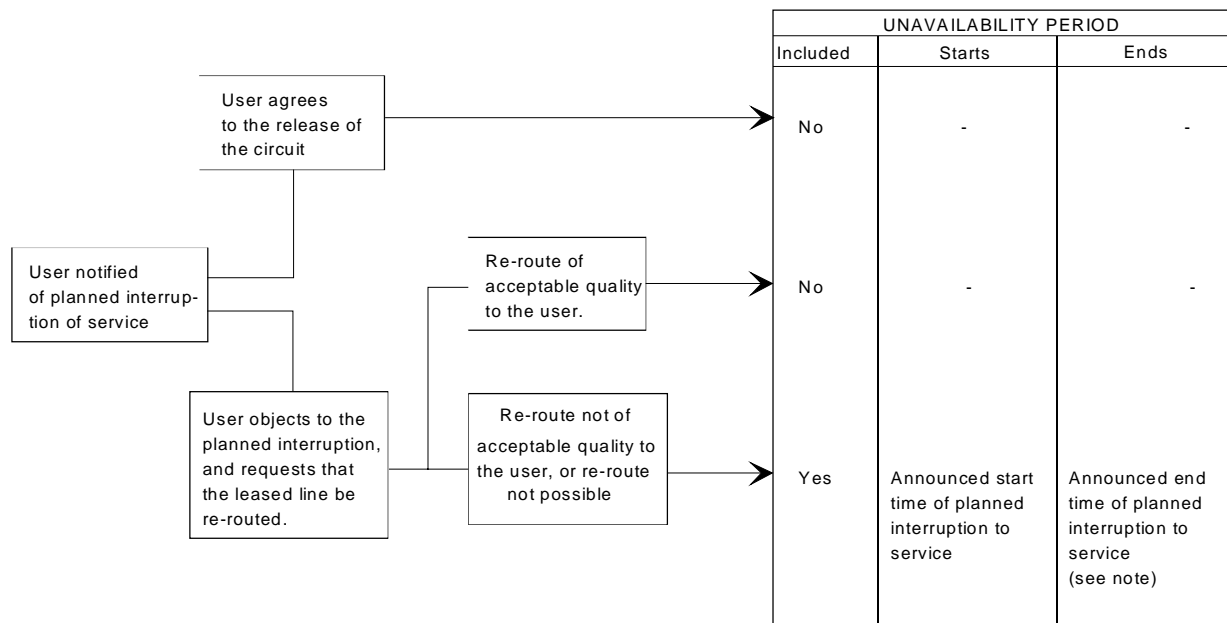 UNAVAILABILITY PERIOD
Included
Starts
Ends
User agrees
to the release of
the circuit
No
-
-
User notified
of planned interrup-
tion of service
Re-route of
acceptable quality
to the user.
No
-
-
User objects to the
planned interruption,
and requests that
the leased line be
re-routed.
Re-route not of
acceptable quality to
the user, or re-route
not possible
Yes
Announced start
time of planned
interruption to
service
Announced end
time of planned
interruption to
service
(see note)